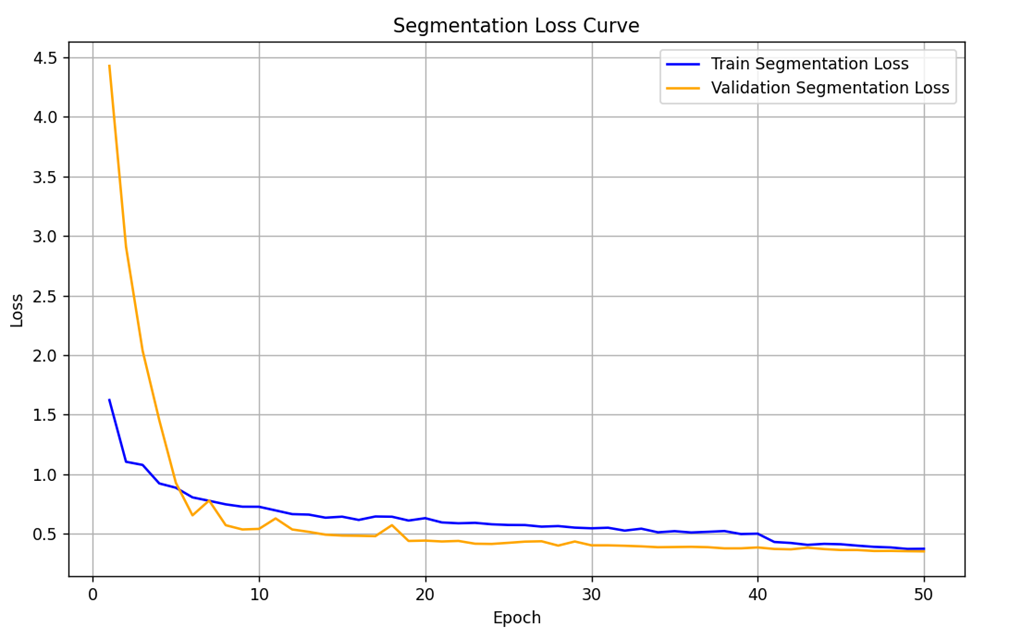 Segmentation Loss Curve
Train Segmentation Loss
Validation Segmentation Loss
4.5
4.0
3.5
3.0
2.5
2.0
1.5
1.0
0.5
Loss
0 10 20 30 40 50
Epoch